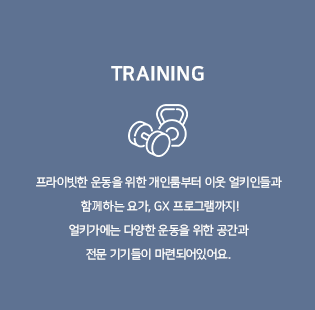 TRAINING
프라이빗한 운동을 위한 개인룸부터 이웃 얼키인들과
함께하는 요가, GX 프로그램까지!
얼키가에는 다양한 운동을 위한 공간과
전문 기기들이 마련되어있어요.